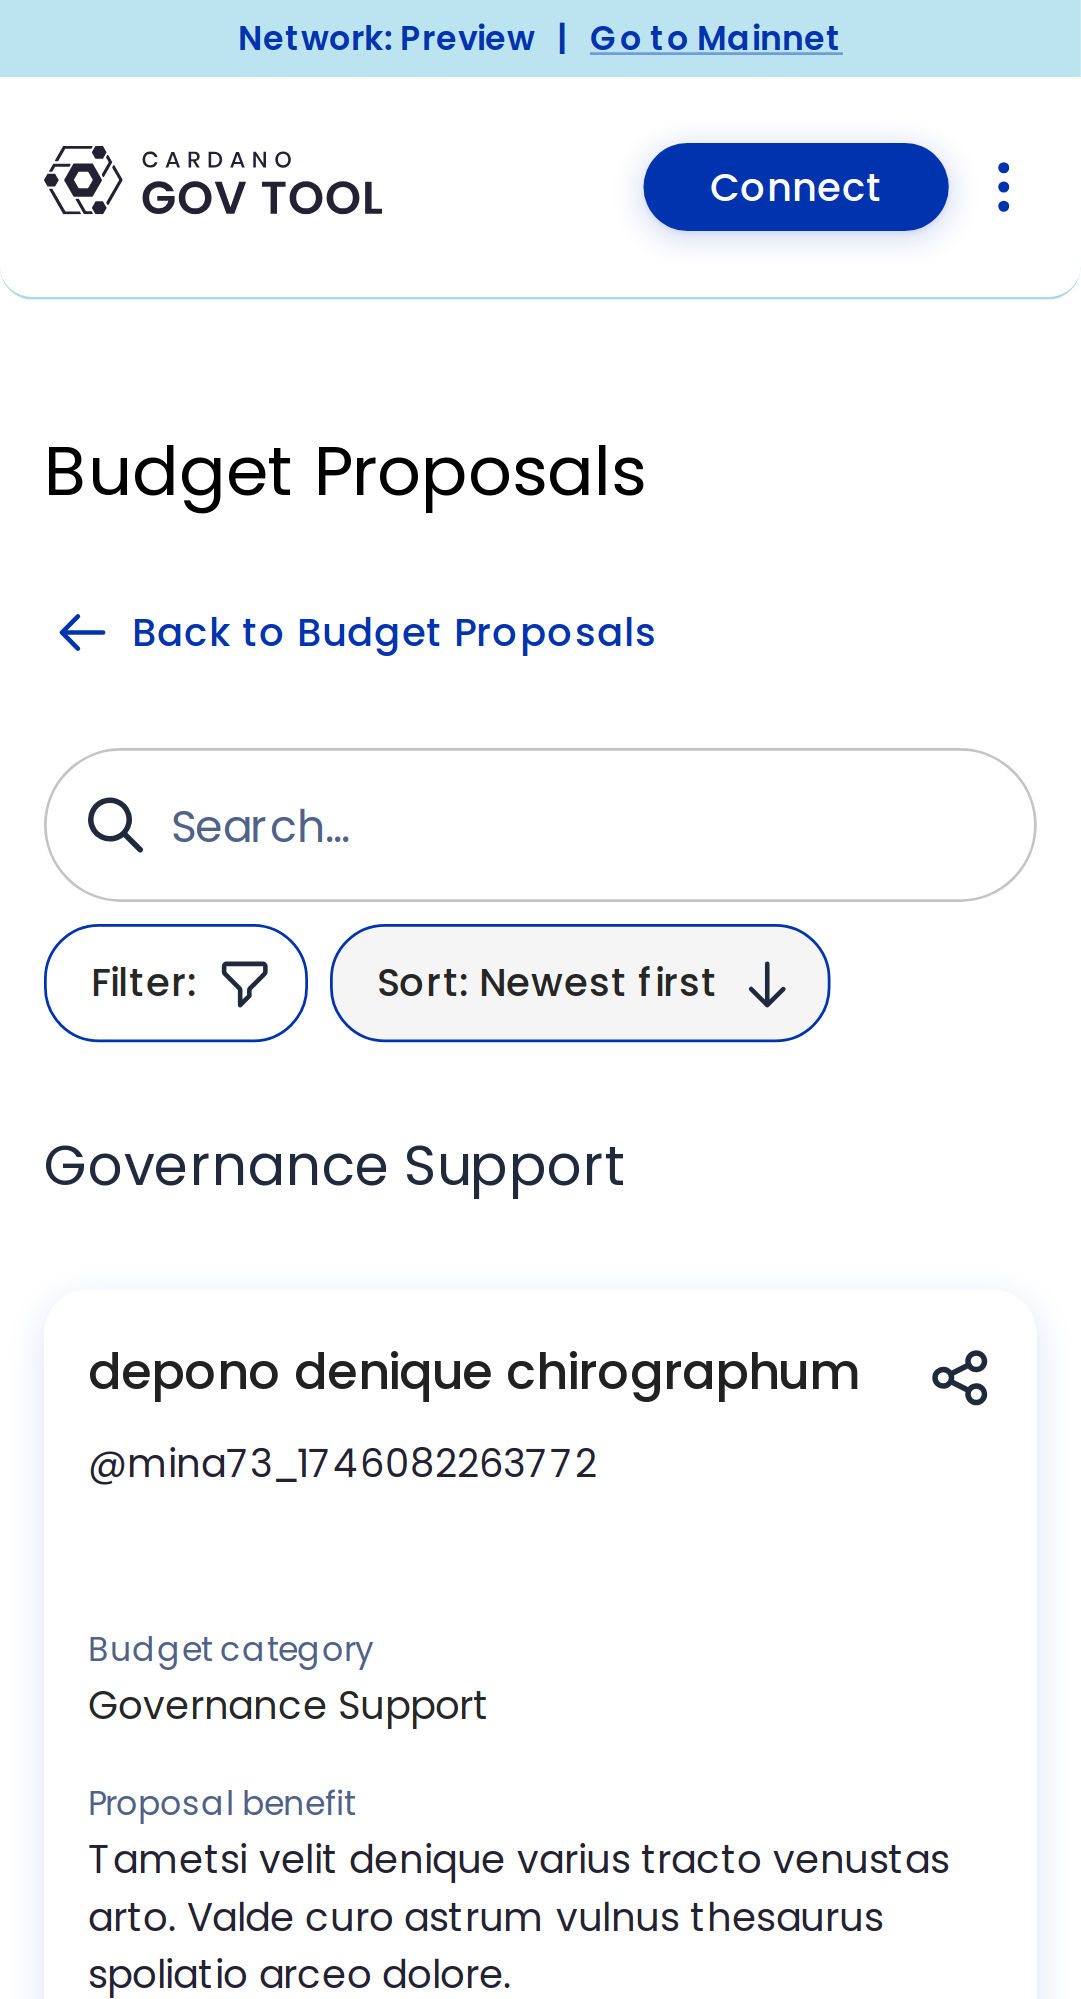 Network: Preview | Go to Mainnet
CARDANO
GOV TOOL
Connect
Budget Proposals
Back to Budget Proposals
Search...
Filter:
Sort: Newest first
Governance Support
depono denique chirographum
@mina73_1746082263772
Budget category
Governance Support
Proposal benefit
Tametsi velit denique varius tracto venustas
arto. Valde curo astrum vulnus thesaurus
spoliatio arceo dolore.